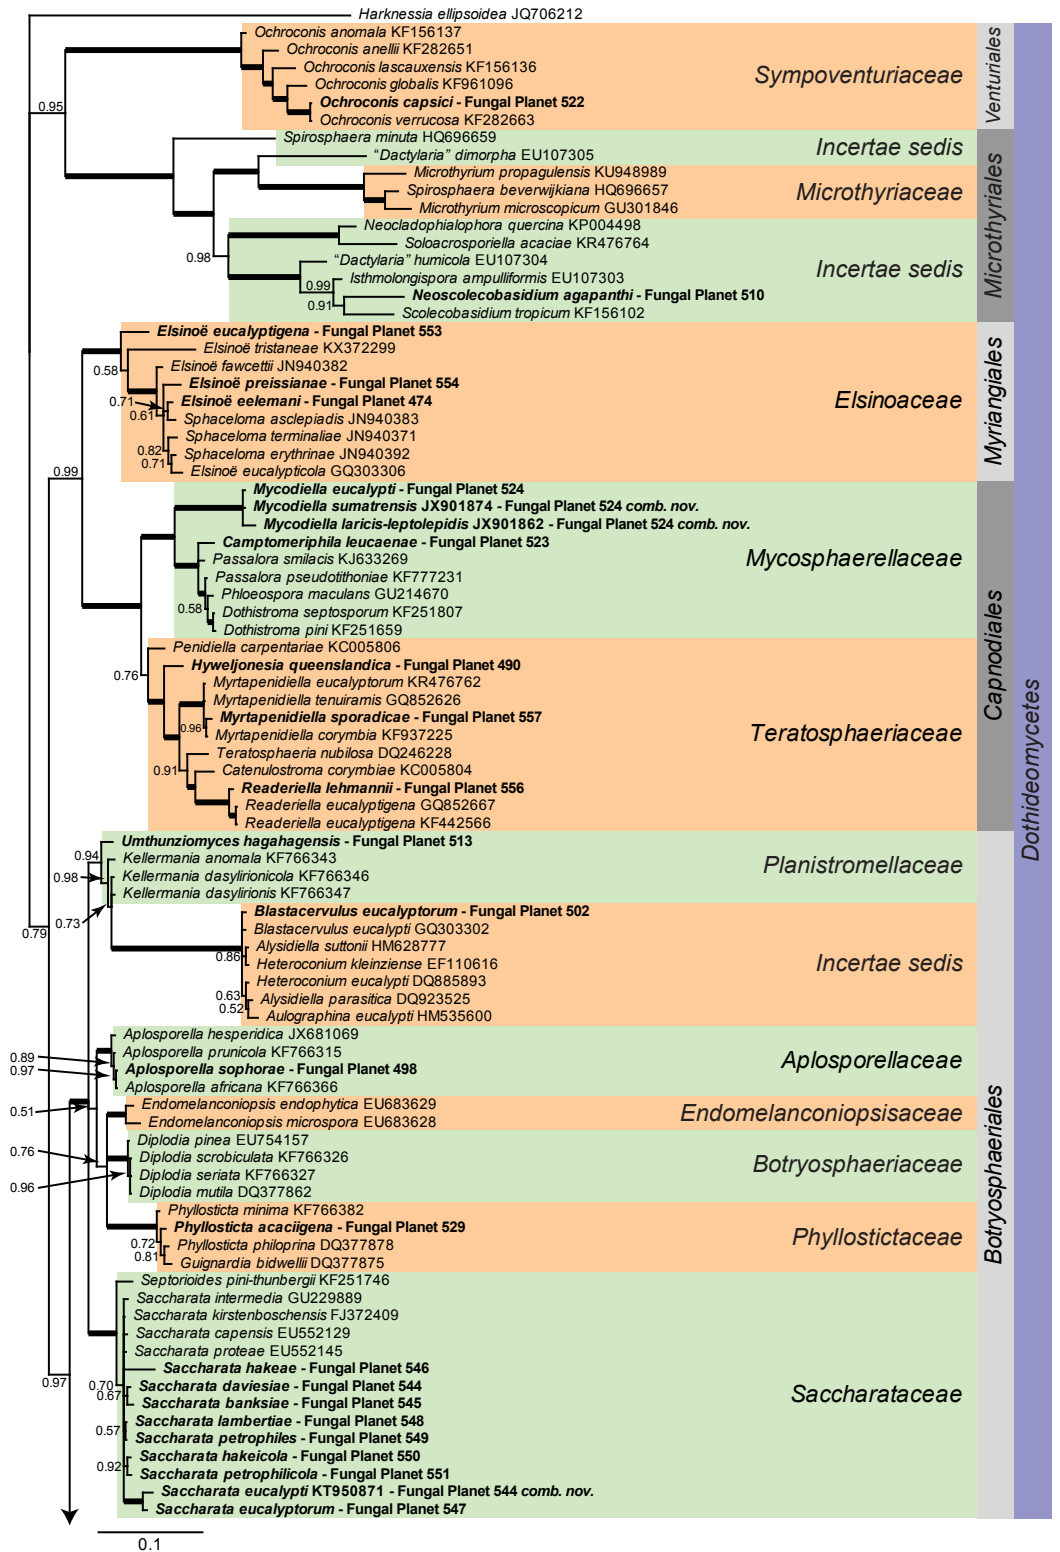 Harknessia ellipsoidea JQ706212
Ochroconis anomala KF156137
Ochroconis anellii KF282651
Ochroconis lascauxensis KF156136
Ochroconis globalis KF961096
Ochroconis capsici - Fungal Planet 522
Ochroconis verrucosa KF282663
Sympoventuriaceae
Venturiales
0.95
Spirosphaera minuta HQ696659
"Dactylaria" dimorpha EU107305
Incertae sedis
Microthyrium propagulensis KU948989
Spirosphaera beverwijkiana HQ696657
Microthyrium microscopicum GU301846
Microthyriaceae
Neocladophialophora quercina KP004498
Soloacrosporiella acaciae KR476764
"Dactylaria" humicola EU107304
Isthmolongispora ampulliformis EU107303
Neoscolecobasidium agapanthi - Fungal Planet 510
Scolecobasidium tropicum KF156102
0.98
0.99
0.91
Incertae sedis
Microthyriales
Elsinoë eucalyptigena - Fungal Planet 553
Elsinoë tristaneae KX372299
Elsinoë fawcettii JN940382
Elsinoë preissianae - Fungal Planet 554
Elsinoë eelemani - Fungal Planet 474
Sphaceloma asclepiadis JN940383
Sphaceloma terminaliae JN940371
Sphaceloma erythrinae JN940392
Elsinoë eucalypticola GQ303306
0.58
0.71
0.61
0.82
0.71
Elsinoaceae
Myriangiales
0.99
Mycodiella eucalypti - Fungal Planet 524
Mycodiella sumatrensis JX901874 - Fungal Planet 524 comb. nov.
Mycodiella laricis-leptolepidis JX901862 - Fungal Planet 524 comb. nov.
Camptomeriphila leucaenae - Fungal Planet 523
Passalora smilacis KJ633269
Passalora pseudotithoniae KF777231
Phloeospora maculans GU214670
Dothistroma septosporum KF251807
Dothistroma pini KF251659
0.58
Mycosphaerellaceae
Penidiella carpentariae KC005806
Hyweljonesia queenslandica - Fungal Planet 490
Myrtapenidiella eucalyptorum KR476762
Myrtapenidiella tenuiramis GQ852626
Myrtapenidiella sporadicae - Fungal Planet 557
Myrtapenidiella corymbia KF937225
Teratosphaeria nubilosa DQ246228
Catenulostroma corymbiae KC005804
Readeriella lehmannii - Fungal Planet 556
Readeriella eucalyptigena GQ852667
Readeriella eucalyptigena KF442566
0.76
0.96
0.91
Teratosphaeriaceae
Capnodiales
Dothideomycetes
Umthunziomyces hagahagensis - Fungal Planet 513
Kellermania anomala KF766343
Kellermania dasylirionicola KF766346
Kellermania dasylirionis KF766347
0.94
0.98
0.73
0.79
Planistromellaceae
Blastacervulus eucalyptorum - Fungal Planet 502
Blastacervulus eucalypti GQ303302
Alysidiella suttonii HM628777
Heteroconium kleinziense EF110616
Heteroconium eucalypti DQ885893
Alysidiella parasitica DQ923525
Aulographina eucalypti HM535600
0.86
0.63
0.52
Incertae sedis
Aplosporella hesperidica JX681069
Aplosporella prunicola KF766315
Aplosporella sophorae - Fungal Planet 498
Aplosporella africana KF766366
0.89
0.97
Aplosporellaceae
Endomelanconiopsis endophytica EU683629
Endomelanconiopsis microspora EU683628
0.51
Endomelanconiopsisaceae
Diplodia pinea EU754157
Diplodia scrobiculata KF766326
Diplodia seriata KF766327
Diplodia mutila DQ377862
0.76
0.96
Botryosphaeriaceae
Phyllosticta minima KF766382
Phyllosticta acaciigena - Fungal Planet 529
Phyllosticta philoprina DQ377878
Guignardia bidwellii DQ377875
0.72
0.81
Phyllostictaceae
Botryosphaeriales
Septorioides pini-thunbergii KF251746
Saccharata intermedia GU229889
Saccharata kirstenboschensis FJ372409
Saccharata capensis EU552129
Saccharata proteae EU552145
Saccharata hakeae - Fungal Planet 546
Saccharata daviesiae - Fungal Planet 544
Saccharata banksiae - Fungal Planet 545
Saccharata lambertiae - Fungal Planet 548
Saccharata petrophiles - Fungal Planet 549
Saccharata hakeicola - Fungal Planet 550
Saccharata petrophilicola - Fungal Planet 551
Saccharata eucalypti KT950871 - Fungal Planet 544 comb. nov.
Saccharata eucalyptorum - Fungal Planet 547
0.97
0.70
0.67
0.57
0.92
Saccharataceae
0.1